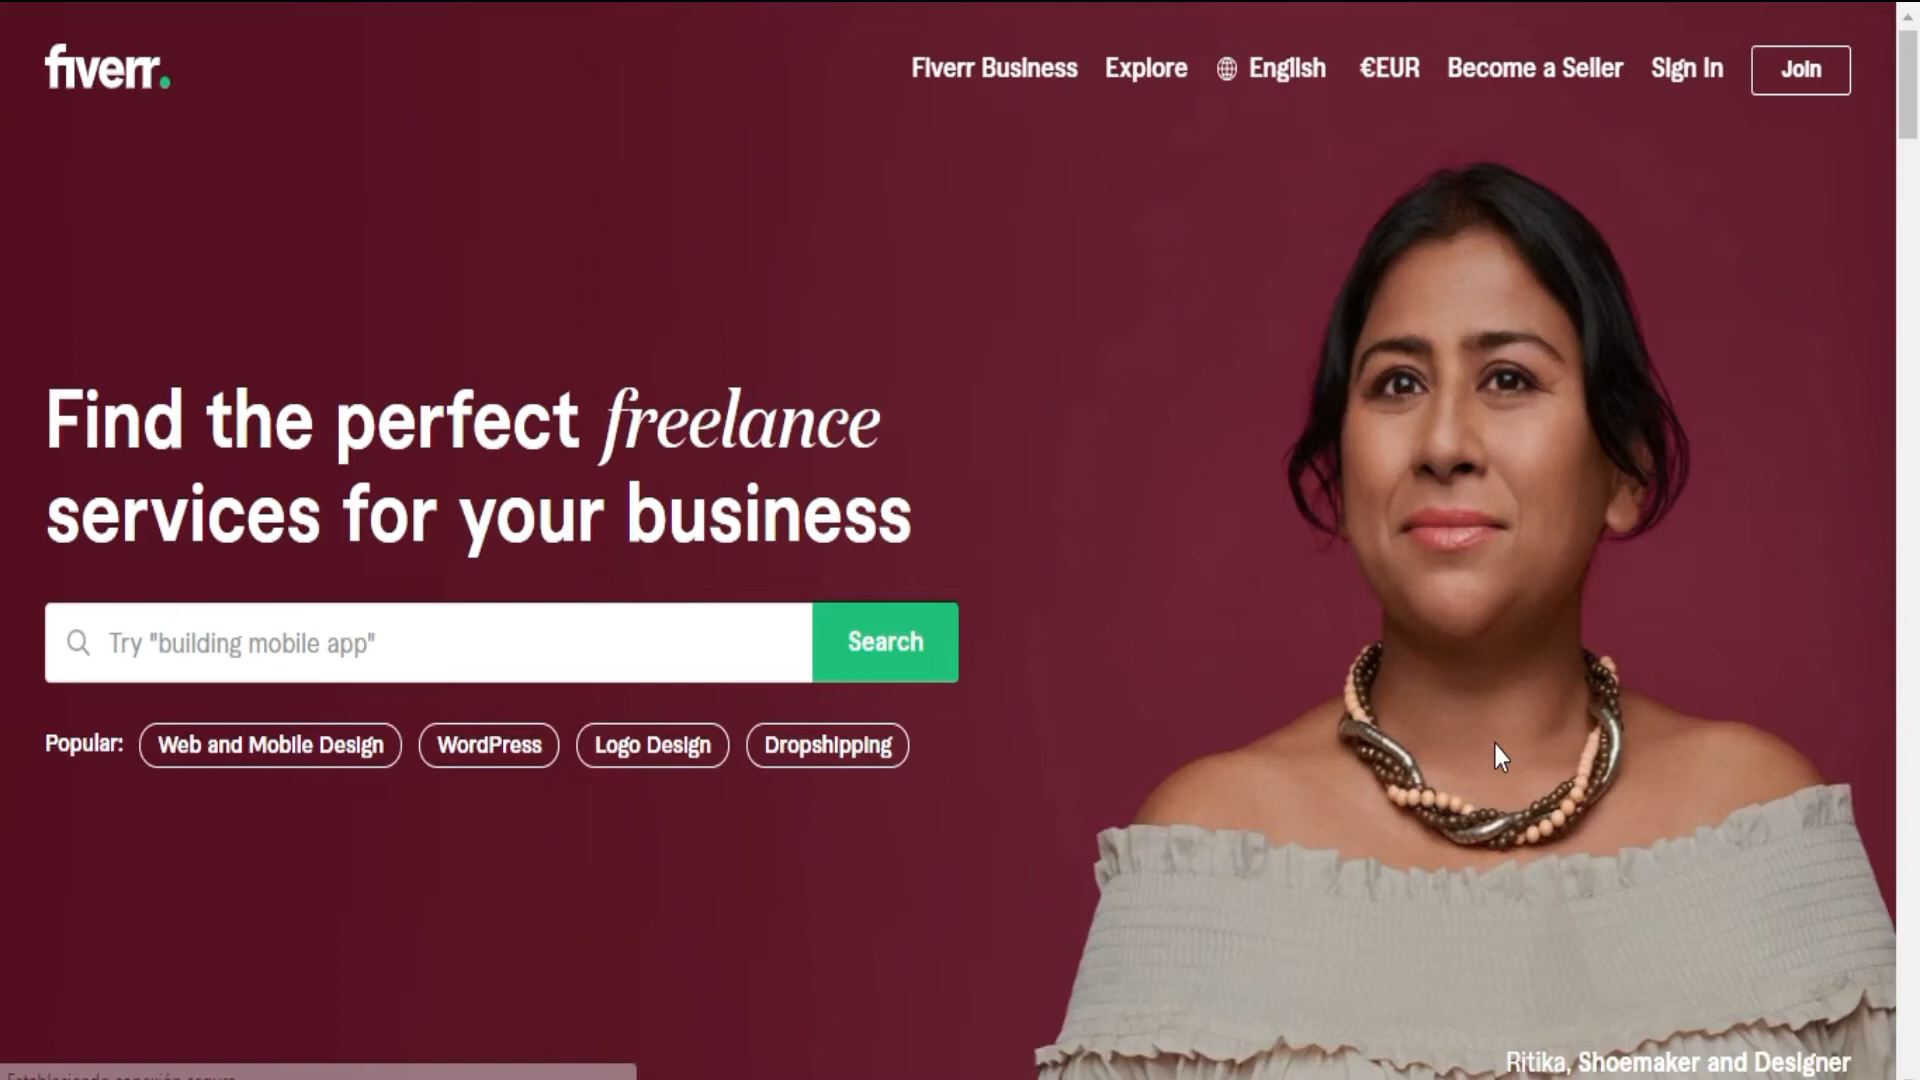 fiverr.
Fiverr Business Explore English €EUR Become a Seller Sign In Join
Find the perfect freelance
services for your business
Try "building mobile app"
Search
Popular: Web and Mobile Design WordPress Logo Design Dropshipping
Ritika, Shoemaker and Designer